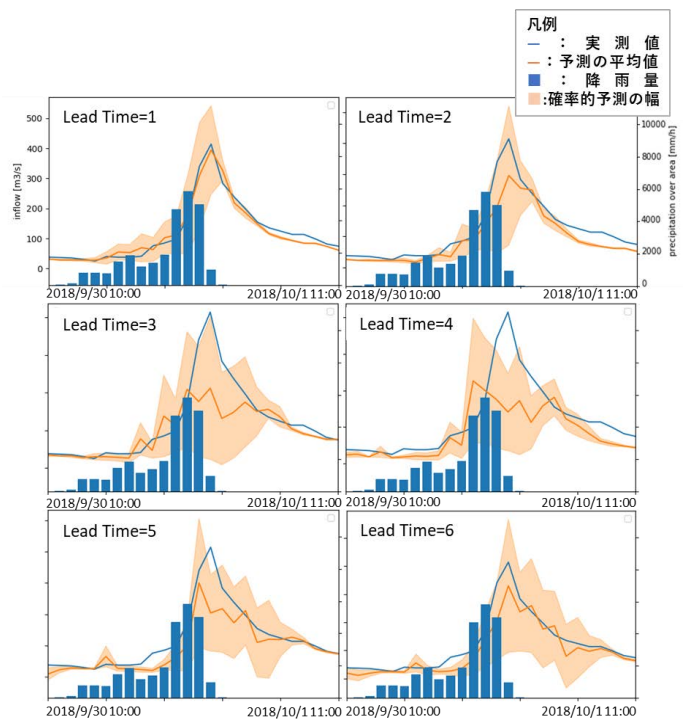 凡例
: 実測値
: 予測の平均値
: 降雨量
:確率的予測の幅
Lead Time=1
Lead Time=2
500
400
300
200
100
0
inflow [m3/s]
10000
8000
6000
4000
2000
0
precipitation over area [mm/h]
2018/9/30 10:00
2018/10/1 11:00
2018/9/30 10:00
2018/10/1 11:00
Lead Time=3
Lead Time=4
2018/9/30 10:00
2018/10/1 11:00
2018/9/30 10:00
2018/10/1 11:00
Lead Time=5
Lead Time=6
2018/9/30 10:00
2018/10/1 11:00
2018/9/30 10:00
2018/10/1 11:00